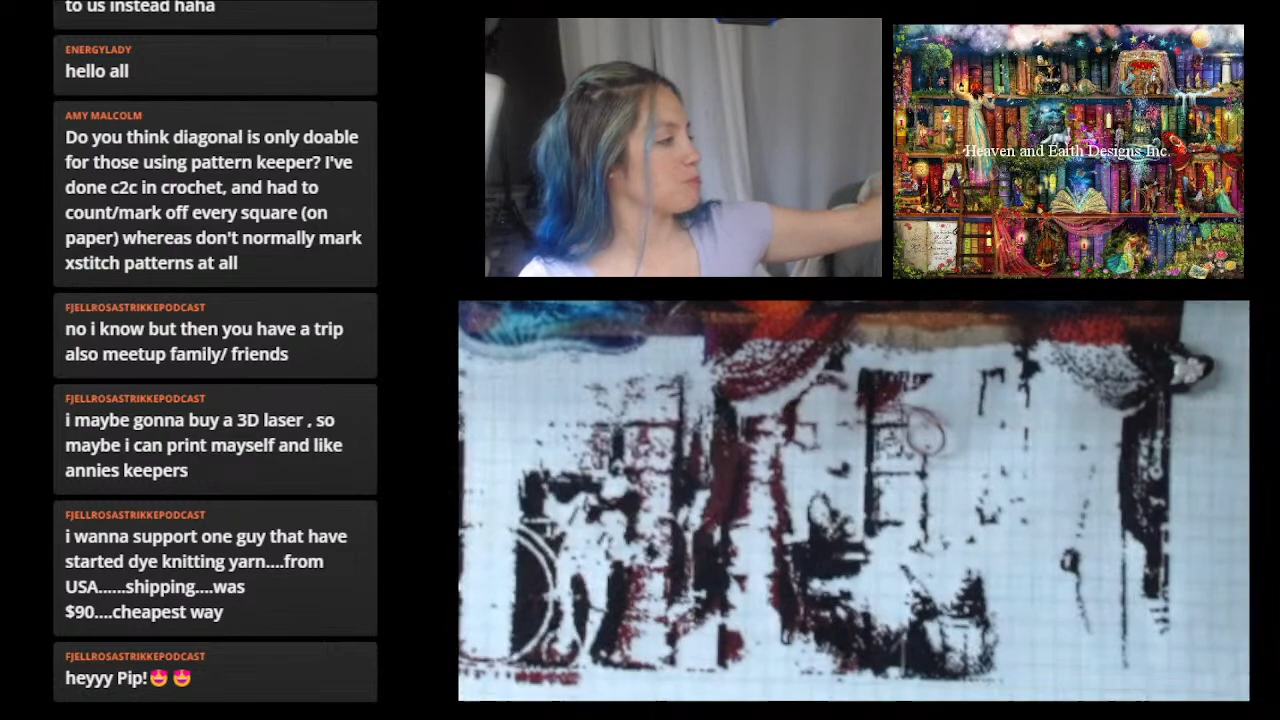 to us instead haha
ENERGYLADY
hello all
AMY MALCOLM
Do you think diagonal is only doable
for those using pattern keeper? I've
done c2c in crochet, and had to
count/mark off every square (on
paper) whereas don't normally mark
xstitch patterns at all
FJELLROSASTRIKKEPODCAST
no i know but then you have a trip
also meetup family/ friends
FJELLROSASTRIKKEPODCAST
i maybe gonna buy a 3D laser , so
maybe i can print mayself and like
annies keepers
FJELLROSASTRIKKEPODCAST
i wanna support one guy that have
started dye knitting yarn....from
USA......shipping....was
$90....cheapest way
FJELLROSASTRIKKEPODCAST
heyyy Pip!🤩🤩
Heaven and Earth Designs Inc